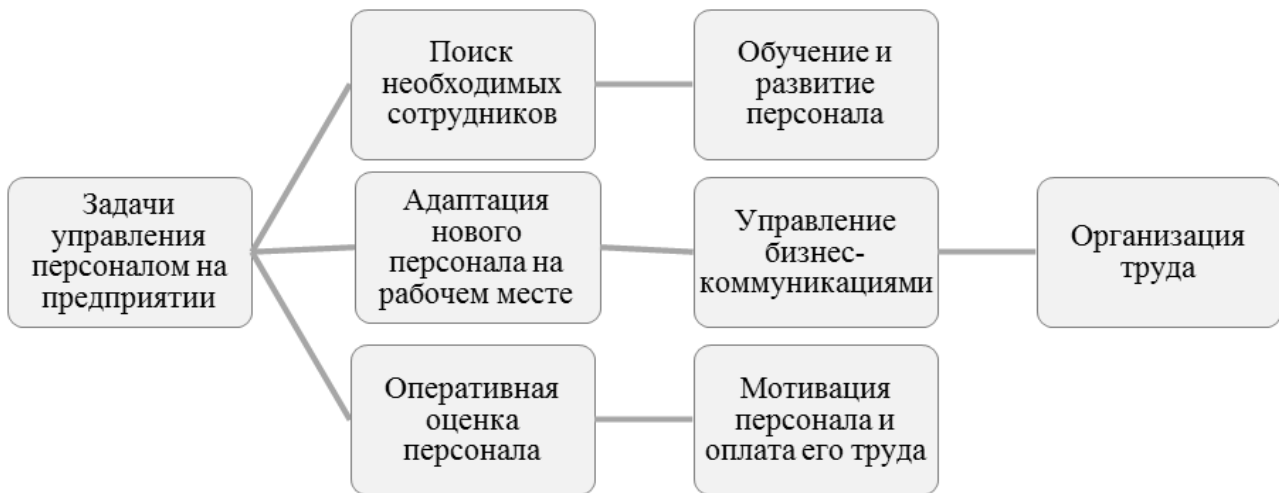 Задачи
управления
персоналом на
предприятии
Поиск
необходимых
сотрудников
Обучение и
развитие
персонала
Адаптация
нового
персонала на
рабочем месте
Управление
бизнес-
коммуникациями
Организация
труда
Оперативная
оценка
персонала
Мотивация
персонала и
оплата его труда